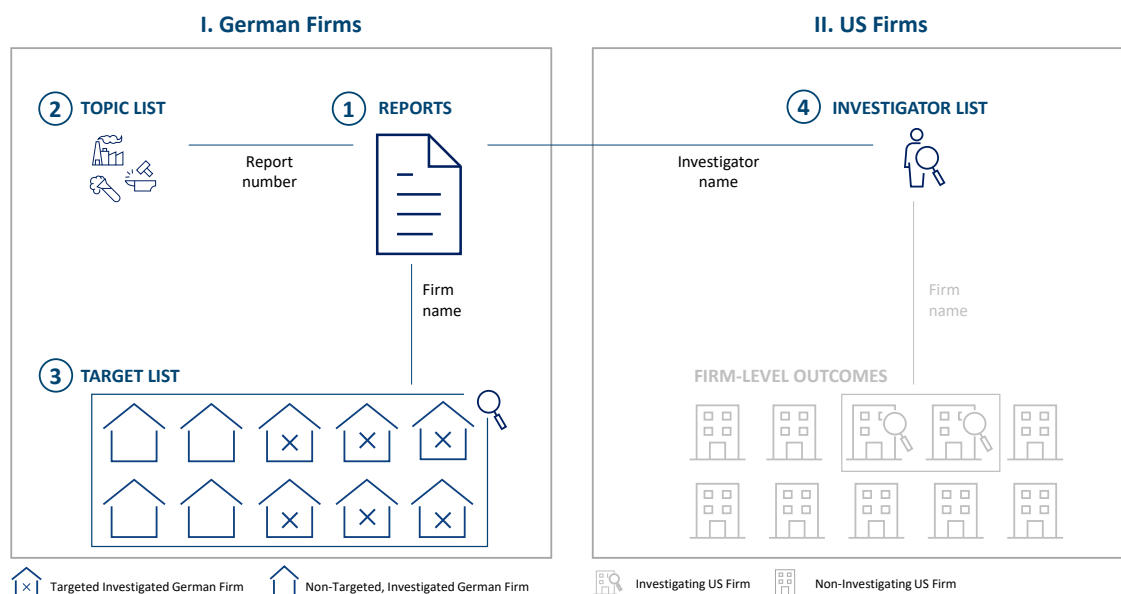 I. German Firms
II. US Firms
2 TOPIC LIST
1 REPORTS
4 INVESTIGATOR LIST
Report
number
Investigator
name
Firm
name
Firm
name
3 TARGET LIST
FIRM-LEVEL OUTCOMES
Targeted Investigated German Firm
Non-Targeted, Investigated German Firm
Investigating US Firm
Non-Investigating US Firm